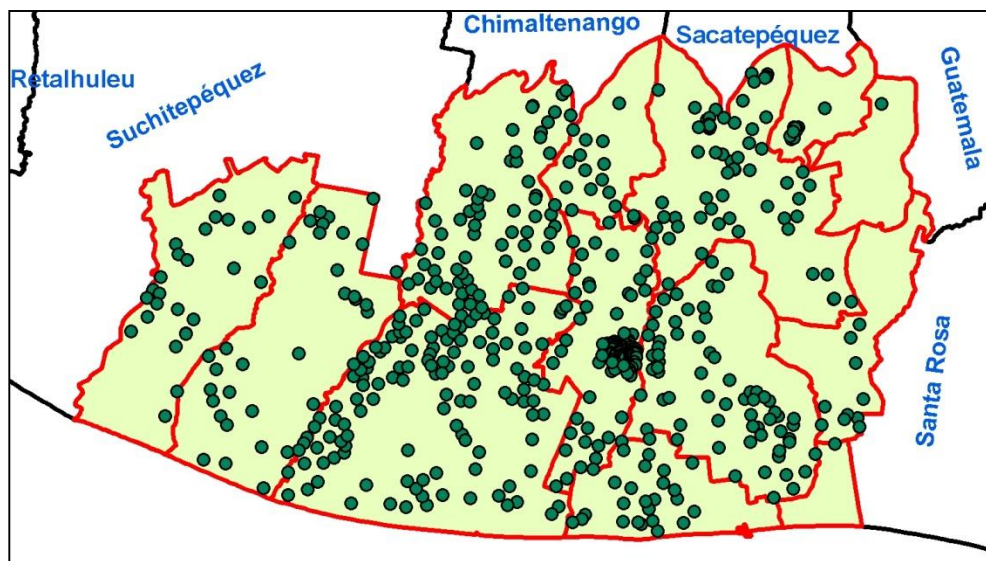 Chimaltenango
Sacatepéquez
Retalhuleu
Suchitepéquez
Guatemala
Santa Rosa